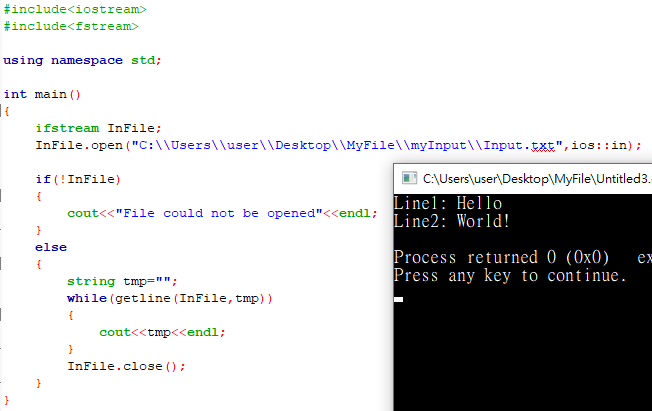 #include<iostream>
#include<fstream>
using namespace std;
int main()
{
ifstream InFile;
InFile.open("C:\\Users\\user\\Desktop\\MyFile\\myInput\\Input.txt",ios::in);
if(!InFile)
{
cout<<"File could not be opened"<<endl;
}
else
{
string tmp="";
while(getline(InFile,tmp))
{
cout<<tmp<<endl;
}
InFile.close();
}
}
C:\Users\user\Desktop\MyFile\Untitled3.
Line1: Hello
Line2: World!
Process returned 0 (0x0) ex
Press any key to continue.